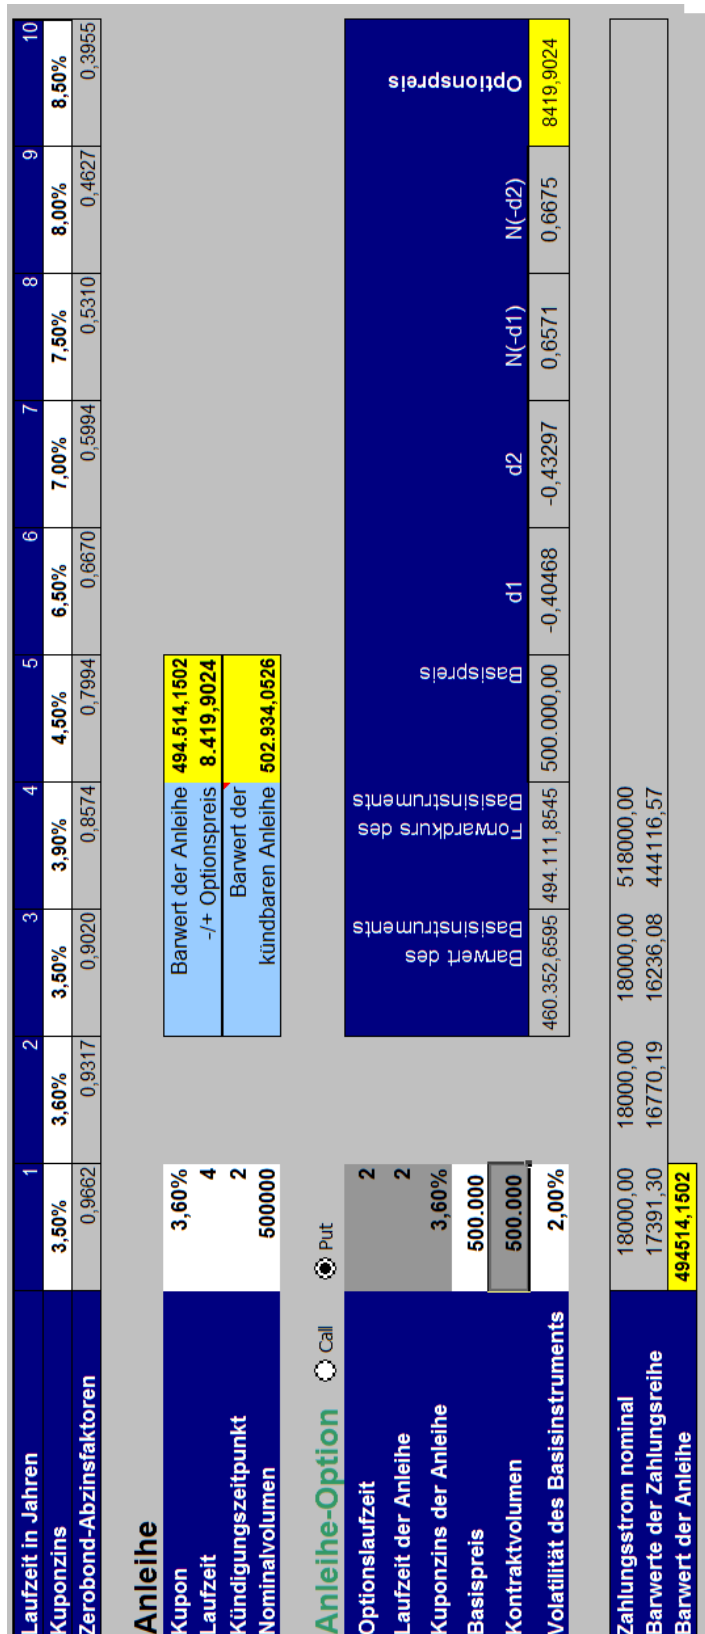 Laufzeit in Jahren 1 2 3 4 5 6 7 8 9 10
Kuponzins 3,50% 3,60% 3,50% 3,90% 4,50% 6,50% 7,00% 7,50% 8,00% 8,50%
Zerobond-Abzinsfaktoren 0,9662 0,9317 0,9020 0,8574 0,7994 0,6670 0,5994 0,5310 0,4627 0,3955
Anleihe
Kupon 3,60% Barwert der Anleihe 494.514,1502
Laufzeit 4 -/+ Optionspreis 8.419,9024
Kündigungszeitpunkt 2 Barwert der
Nominalvolumen 500000 kündbaren Anleihe 502.934,0526
Anleihe-Option Call Put
Optionslaufzeit 2
Laufzeit der Anleihe 2
Kuponzins der Anleihe 3,60%
Basispreis 500.000
Kontraktvolumen 500.000
Barwert des
Basisinstruments
Forwardkurs des
Basisinstruments
Basispreis
d1 d2 N(-d1) N(-d2)
Optionspreis
Volatilität des Basisinstruments 2,00% 460.352,6595 494.111,8545 500.000,00 -0,40468 -0,43297 0,6571 0,6675 8419,9024
Zahlungsstrom nominal 18000,00 18000,00 18000,00 518000,00
Barwerte der Zahlungsreihe 17391,30 16770,19 16236,08 444116,57
Barwert der Anleihe 494514,1502